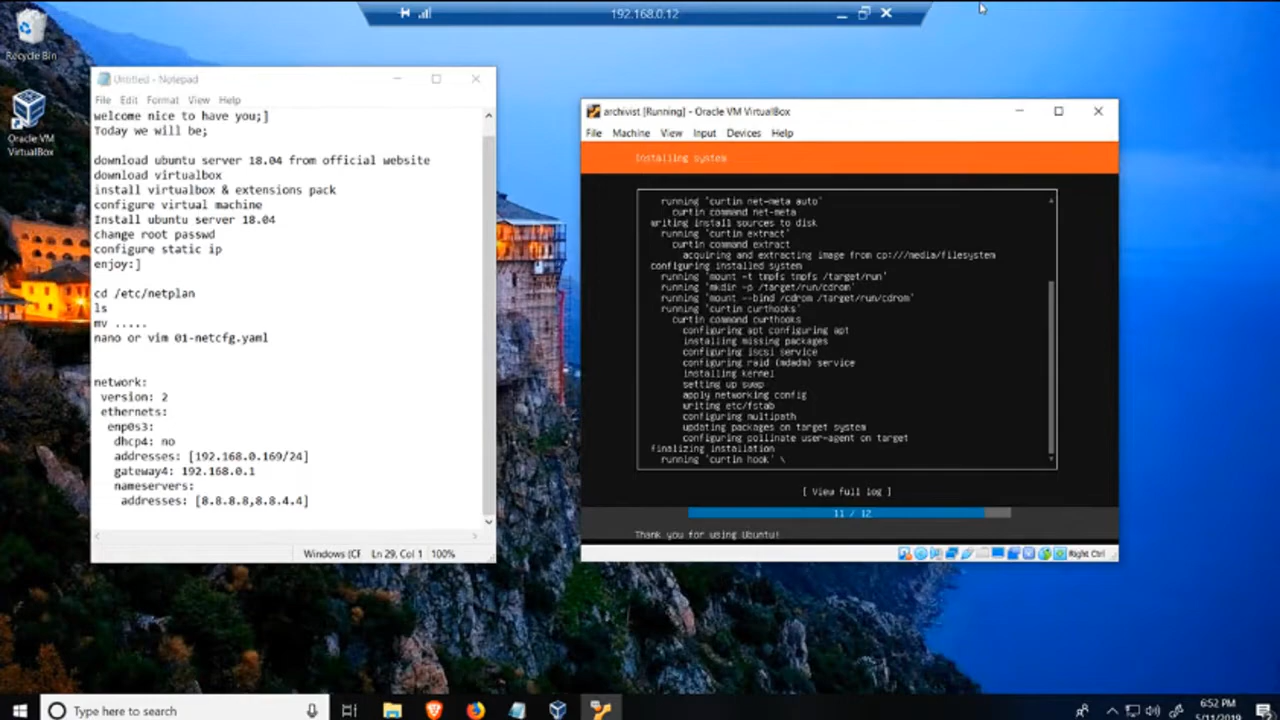 192.168.0.12
Recycle Bin
Oracle VM
VirtualBox
Untitled - Notepad
File Edit Format View Help
welcome nice to have you;]
Today we will be;
download ubuntu server 18.04 from official website
download virtualbox
install virtualbox & extensions pack
configure virtual machine
Install ubuntu server 18.04
change root passwd
configure static ip
enjoy:]
cd /etc/netplan
ls
mv .....
nano or vim 01-netcfg.yaml
network:
version: 2
ethernets:
enp0s3:
dhcp4: no
addresses: [192.168.0.169/24]
gateway4: 192.168.0.1
nameservers:
addresses: [8.8.8.8,8.8.4.4]
Windows (CF Ln 29, Col 1 100%
archivist [Running] - Oracle VM VirtualBox
File Machine View Input Devices Help
Installing system
running 'curtin net-meta auto'
curtin command net-meta
writing install sources to disk
running 'curtin extract'
curtin command extract
acquiring and extracting image from cp:///media/filesystem
configuring installed system
running 'mount -t tmpfs tmpfs /target/run'
running 'mkdir -p /target/run/cdrom'
running 'mount --bind /cdrom /target/run/cdrom'
running 'curtin curthooks'
curtin command curthooks
configuring apt configuring apt
installing missing packages
configuring iscsi service
configuring raid (mdadm) service
installing kernel
setting up swap
apply networking config
writing etc/fstab
configuring multipath
updating packages on target system
configuring pollinate user-agent on target
finalizing installation
running 'curtin hook' \
[ View full log ]
11 / 12
Thank you for using Ubuntu!
Right Ctrl
Type here to search
6:52 PM